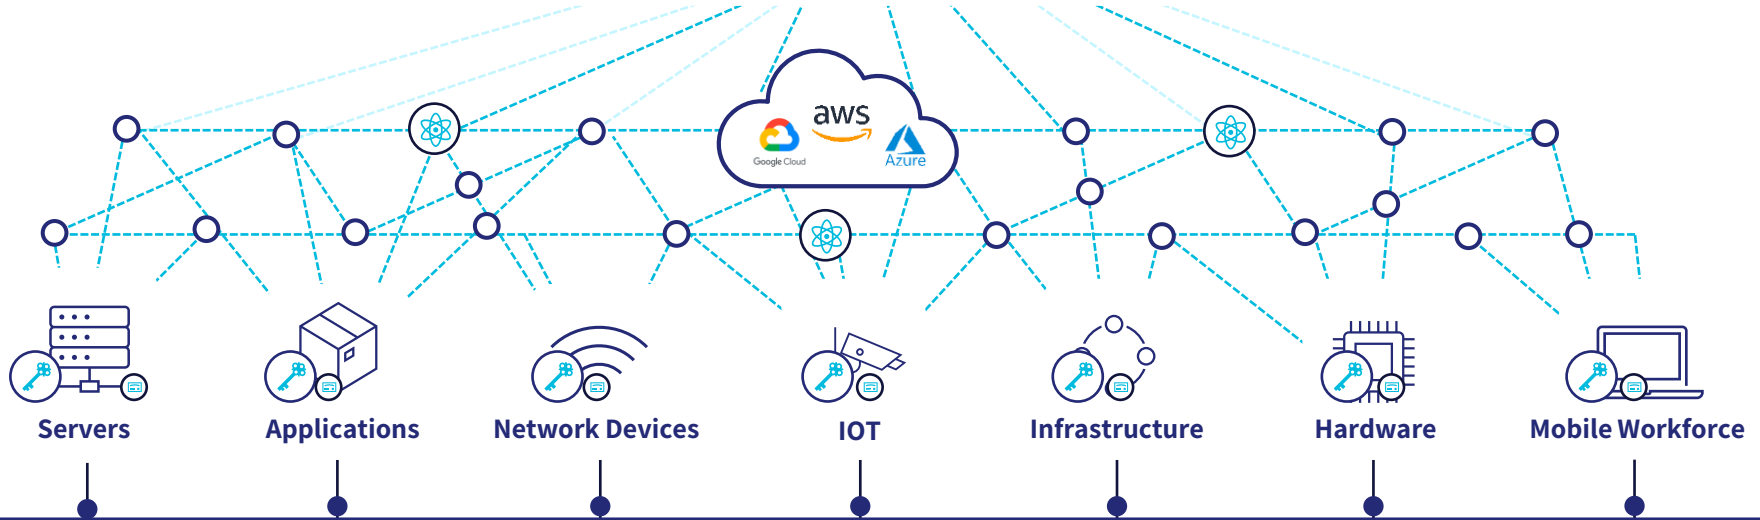 aws
Google Cloud
Azure
Servers
Applications
Network Devices
IOT
Infrastructure
Hardware
Mobile Workforce